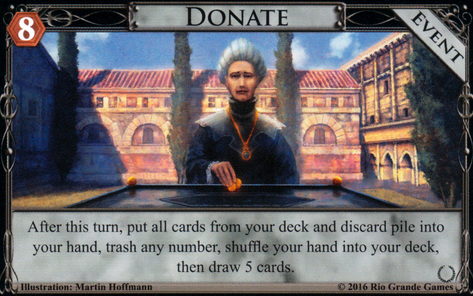 DONATE
8
EVENT
After this turn, put all cards from your deck and discard pile into
your hand, trash any number, shuffle your hand into your deck,
then draw 5 cards.
Illustration: Martin Hoffmann
© 2016 Rio Grande Games